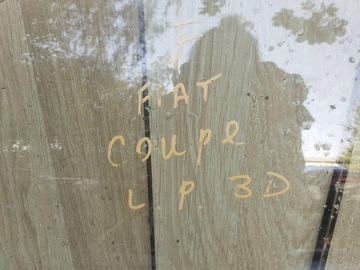 F
FIAT
COUPE
L.P. 3D